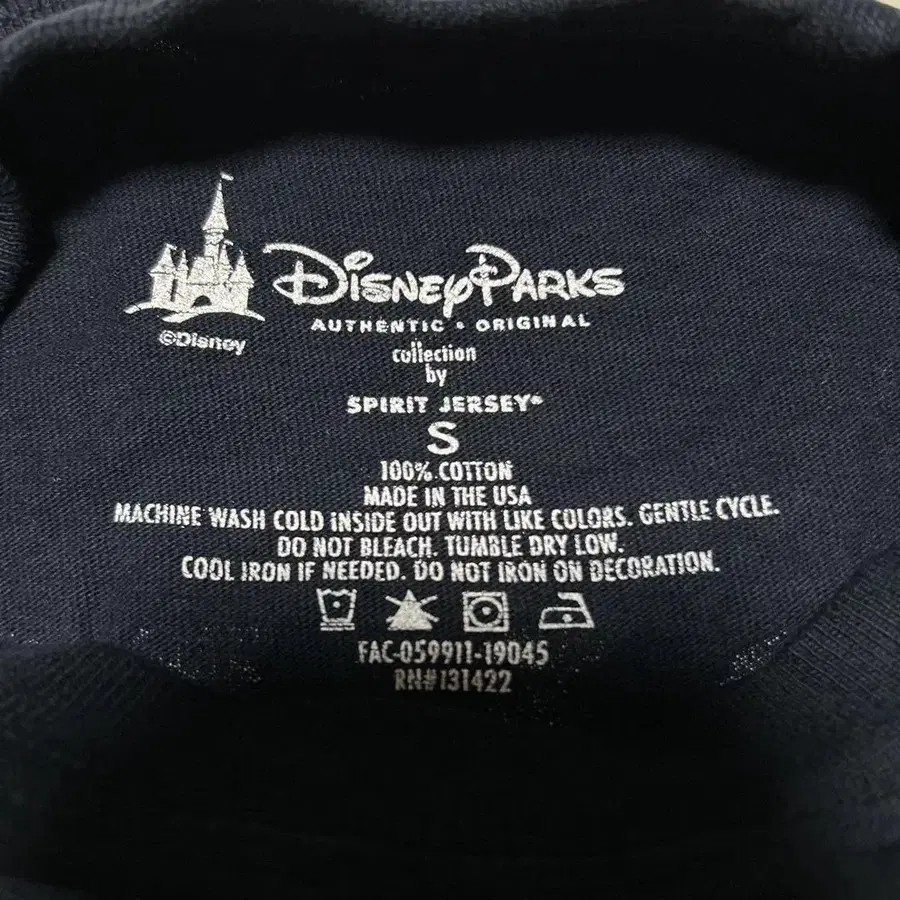 DISNEY PARKS
AUTHENTIC • ORIGINAL
©Disney
collection
by
SPIRIT JERSEY®
S
100% COTTON
MADE IN THE USA
MACHINE WASH COLD INSIDE OUT WITH LIKE COLORS. GENTLE CYCLE.
DO NOT BLEACH. TUMBLE DRY LOW.
COOL IRON IF NEEDED. DO NOT IRON ON DECORATION.
FAC-059911-19045
RN#131422